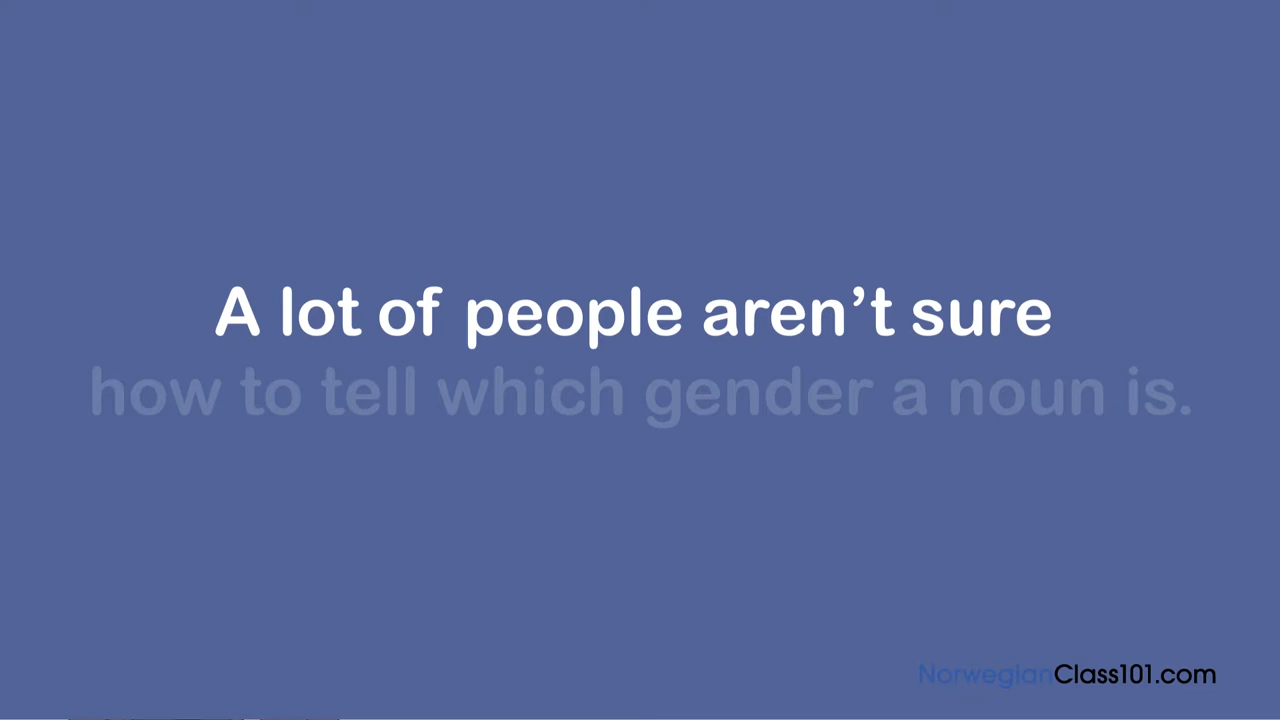 A lot of people aren’t sure
how to tell which gender a noun is.
NorwegianClass101.com